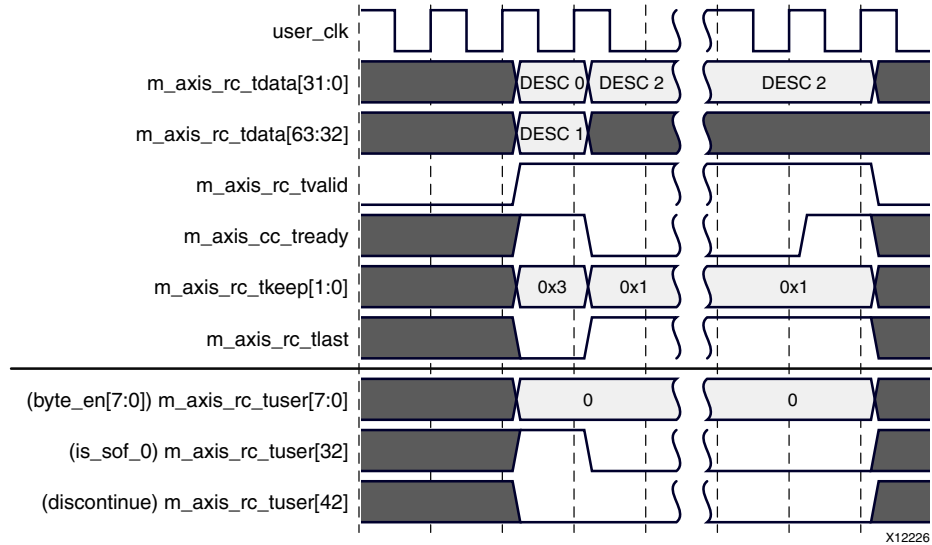 user_clk
m_axis_rc_tdata[31:0] DESC 0 DESC 2 DESC 2
m_axis_rc_tdata[63:32] DESC 1
m_axis_rc_tvalid
m_axis_cc_tready
m_axis_rc_tkeep[1:0] 0x3 0x1 0x1
m_axis_rc_tlast
(byte_en[7:0]) m_axis_rc_tuser[7:0] 0 0
(is_sof_0) m_axis_rc_tuser[32]
(discontinue) m_axis_rc_tuser[42]
X12226